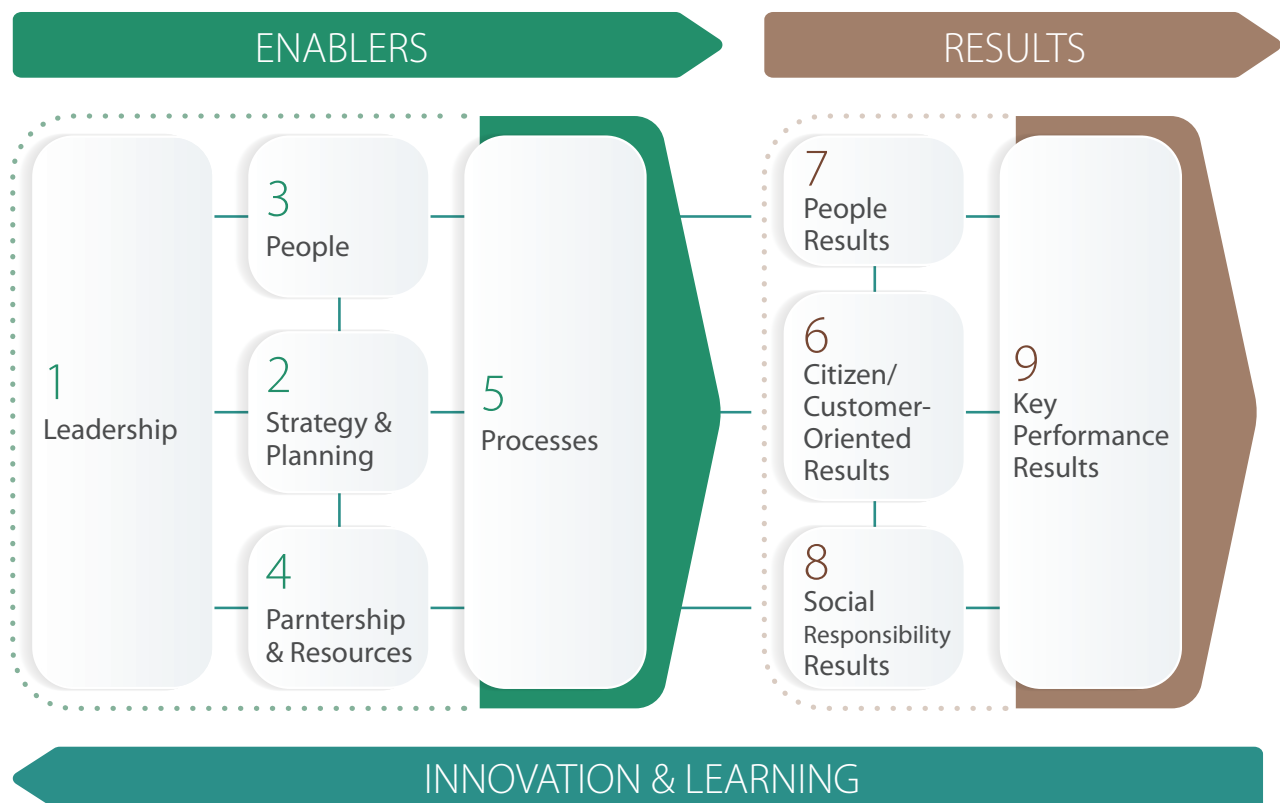 ENABLERS
RESULTS
1
Leadership
3
People
2
Strategy &
Planning
4
Parntership
& Resources
5
Processes
7
People
Results
6
Citizen/
Customer-
Oriented
Results
8
Social
Responsibility
Results
9
Key
Performance
Results
INNOVATION & LEARNING